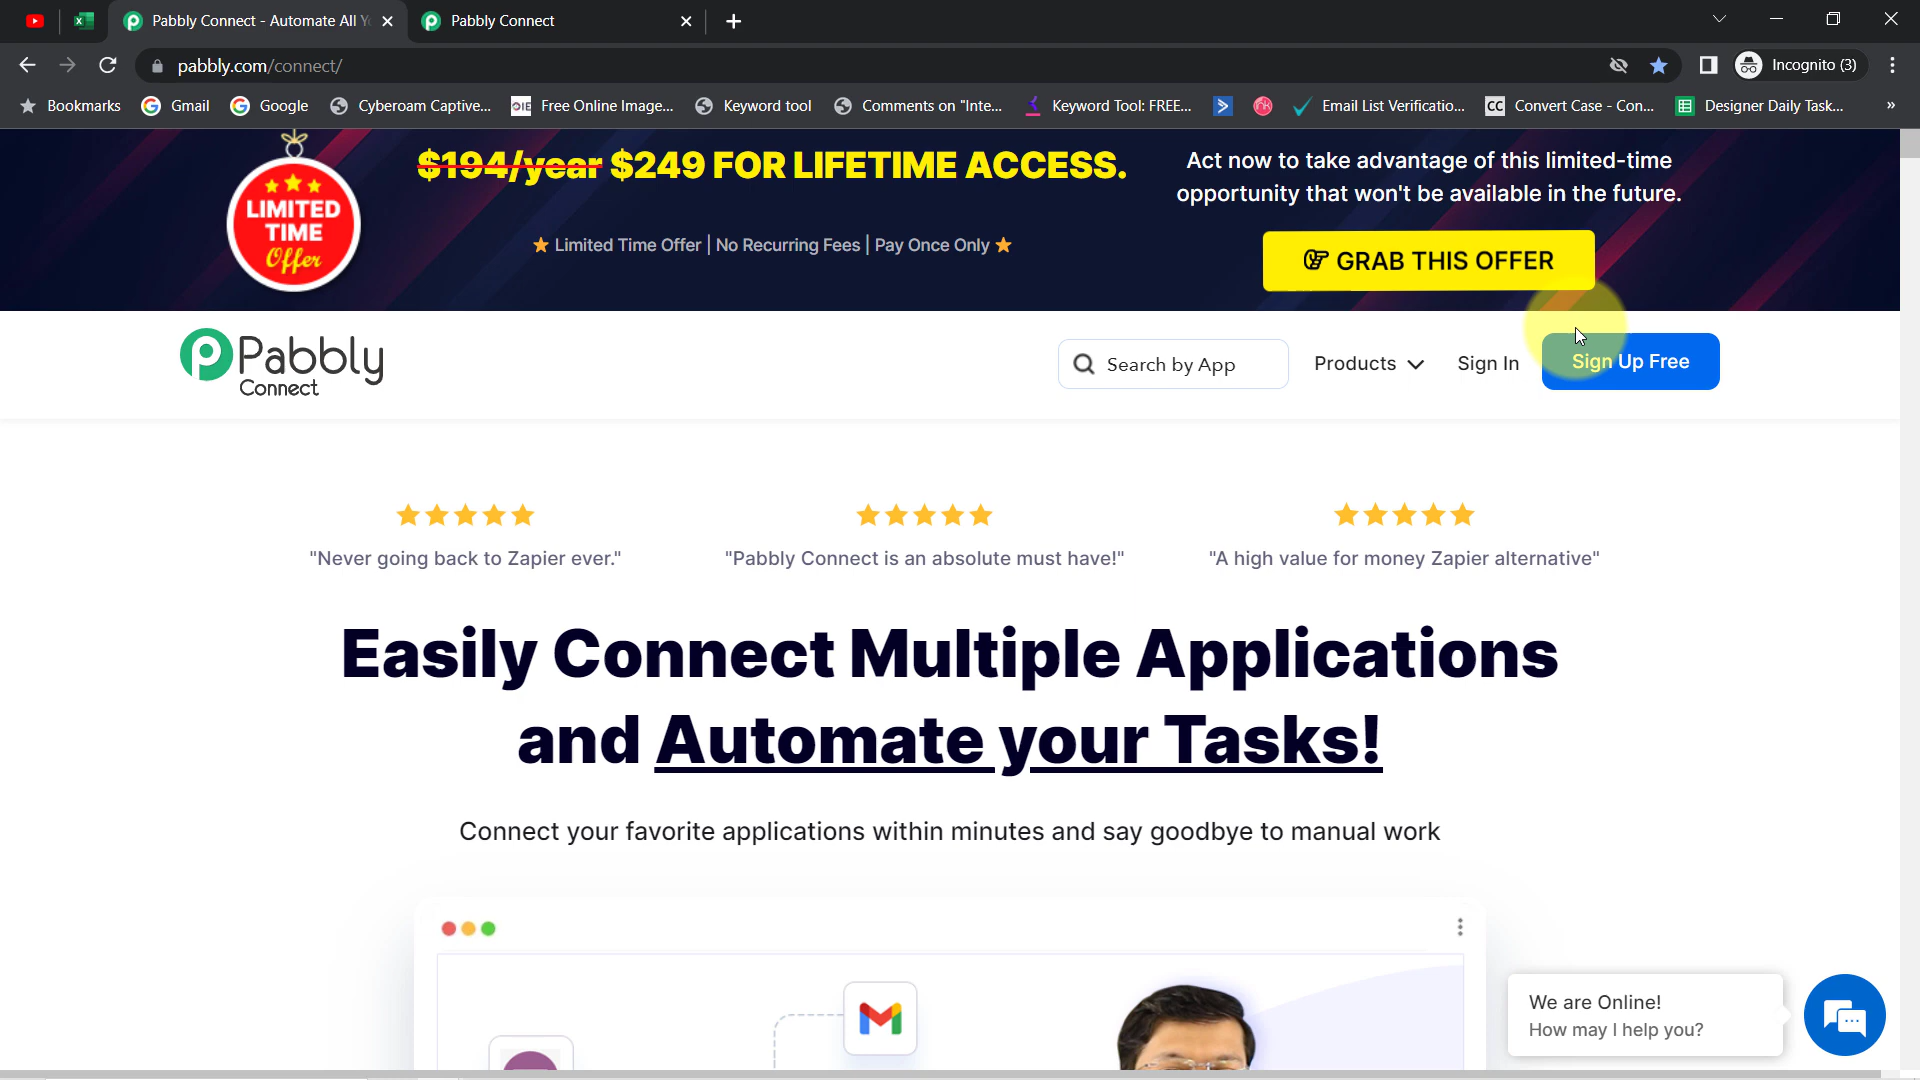 Pabbly Connect - Automate All Y
Pabbly Connect
pabbly.com/connect/
Incognito (3)
Bookmarks
Gmail
Google
Cyberoam Captive...
OIE
Free Online Image...
Keyword tool
Comments on "Inte...
Keyword Tool: FREE...
Email List Verificatio...
CC
Convert Case - Con...
Designer Daily Task...
»
LIMITED
TIME
Offer
$194/year $249 FOR LIFETIME ACCESS.
Limited Time Offer | No Recurring Fees | Pay Once Only
Act now to take advantage of this limited-time
opportunity that won't be available in the future.
GRAB THIS OFFER
Pabbly
Connect
Search by App
Products
Sign In
Sign Up Free
"Never going back to Zapier ever."
"Pabbly Connect is an absolute must have!"
"A high value for money Zapier alternative"
Easily Connect Multiple Applications
and Automate your Tasks!
Connect your favorite applications within minutes and say goodbye to manual work
We are Online!
How may I help you?